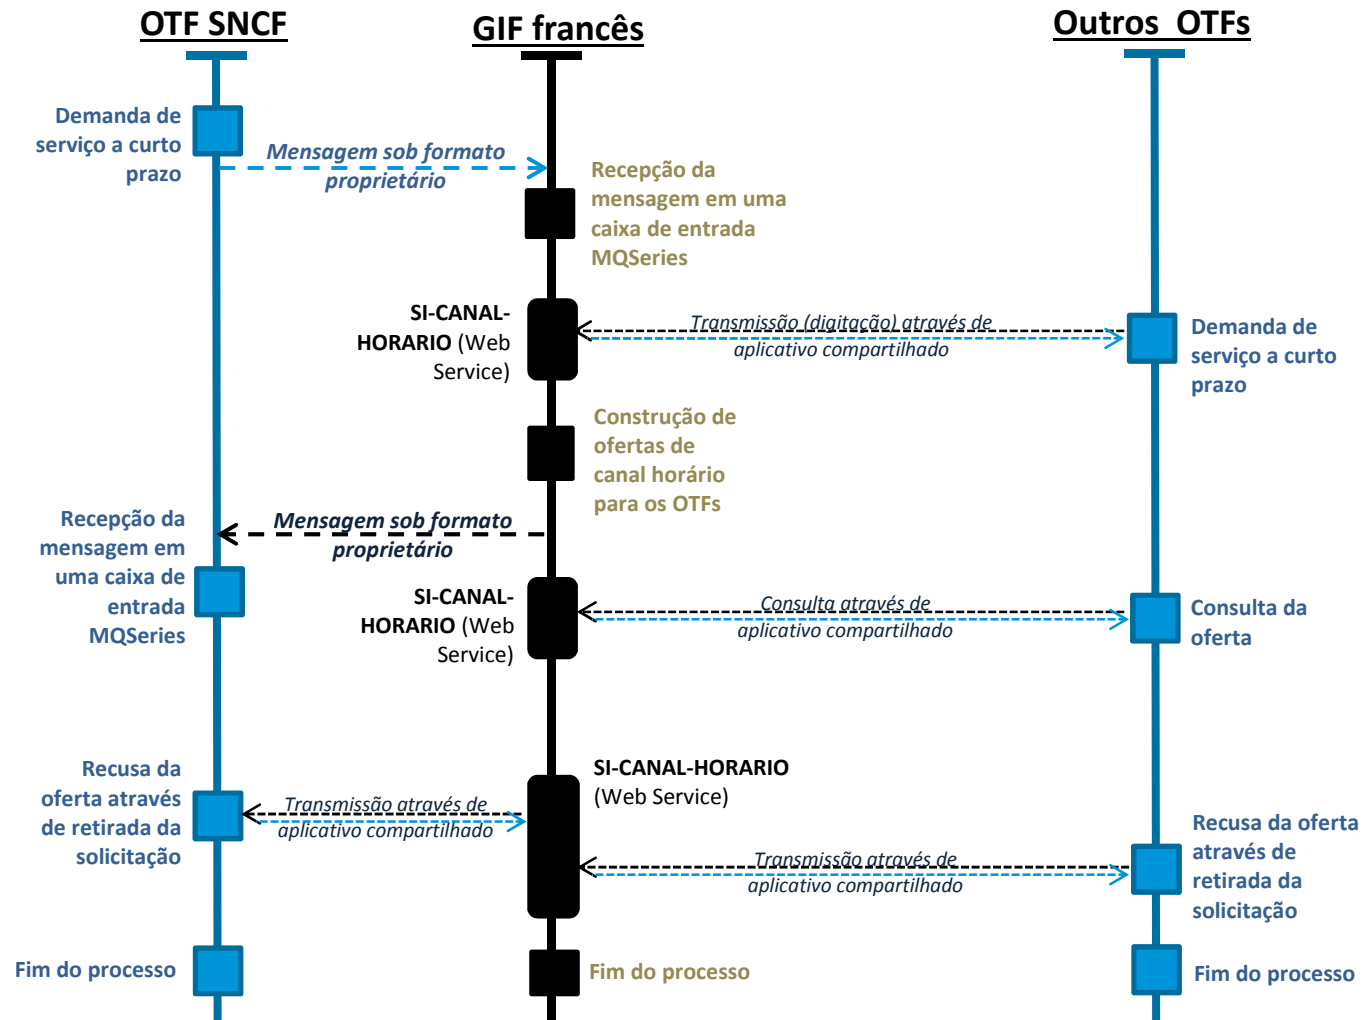 OTF SNCF
GIF francês
Outros  OTFs
Demanda de
serviço a curto
prazo
Mensagem sob formato
proprietário
Recepção da
mensagem em uma
caixa de entrada
MQSeries
SI-CANAL-
HORARIO (Web
Service)
Transmissão (digitação) através de
aplicativo compartilhado
Demanda de
serviço a curto
prazo
Construção de
ofertas de
canal horário
para os OTFs
Mensagem sob formato
proprietário
Recepção da
mensagem em
uma caixa de
entrada
MQSeries
SI-CANAL-
HORARIO (Web
Service)
Consulta através de
aplicativo compartilhado
Consulta da
oferta
Recusa da
oferta através
de retirada da
solicitação
Transmissão através de
aplicativo compartilhado
SI-CANAL-HORARIO
(Web Service)
Transmissão através de
aplicativo compartilhado
Recusa da oferta
através de
retirada da
solicitação
Fim do processo
Fim do processo
Fim do processo